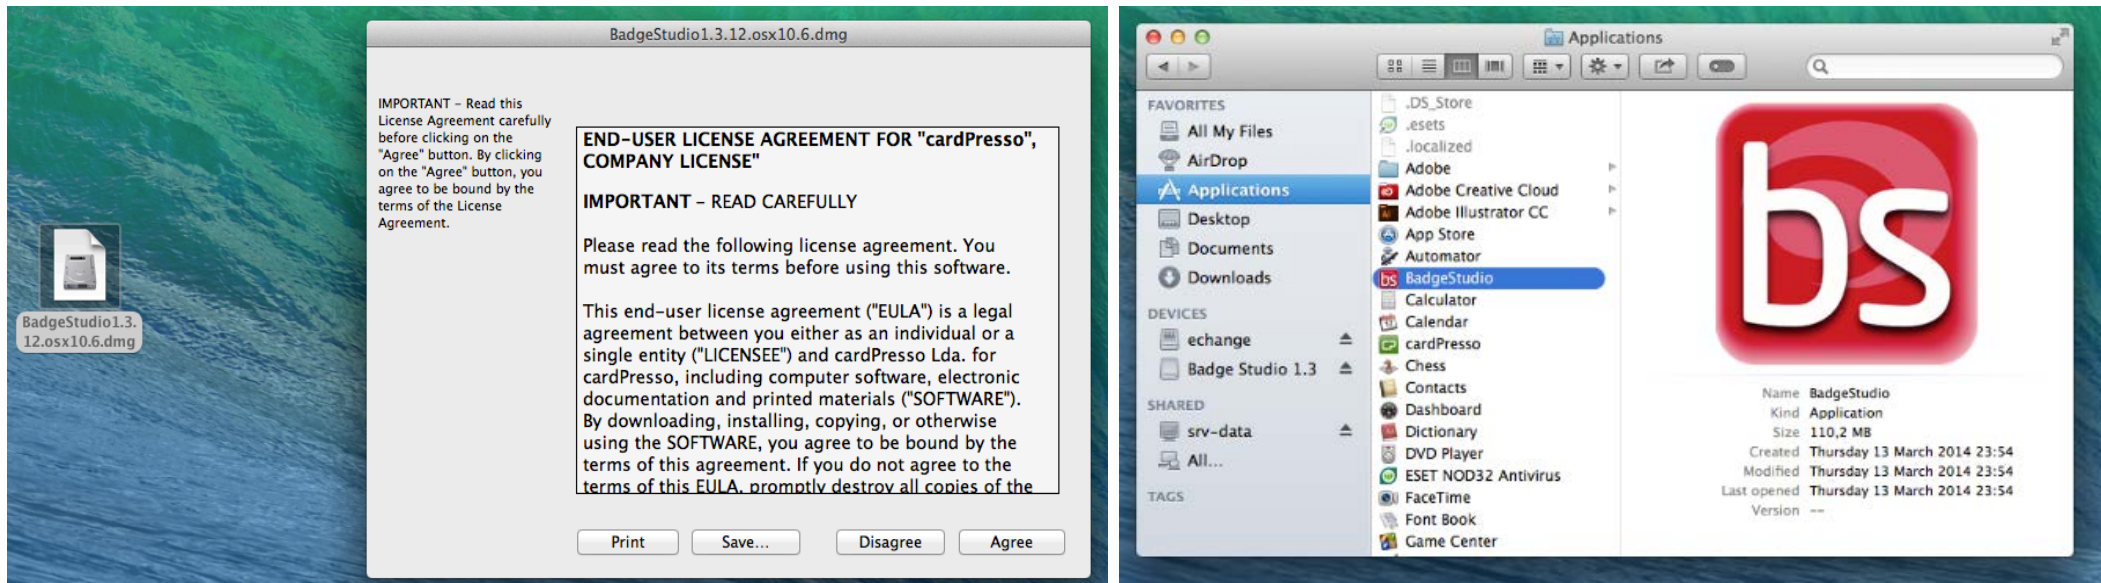 BadgeStudio1.3.12.osx10.6.dmg
IMPORTANT – Read this
License Agreement carefully
before clicking on the
"Agree" button. By clicking
on the "Agree" button, you
agree to be bound by the
terms of the License
Agreement.
END–USER LICENSE AGREEMENT FOR "cardPresso",
COMPANY LICENSE"
IMPORTANT – READ CAREFULLY
Please read the following license agreement. You
must agree to its terms before using this software.
This end–user license agreement ("EULA") is a legal
agreement between you either as an individual or a
single entity ("LICENSEE") and cardPresso Lda. for
cardPresso, including computer software, electronic
documentation and printed materials ("SOFTWARE").
By downloading, installing, copying, or otherwise
using the SOFTWARE, you agree to be bound by the
terms of this agreement. If you do not agree to the
terms of this EULA, promptly destroy all copies of the
Print
Save...
Disagree
Agree
BadgeStudio1.3.
12.osx10.6.dmg
Applications
FAVORITES
All My Files
AirDrop
Applications
Desktop
Documents
Downloads
DEVICES
echange
Badge Studio 1.3
SHARED
srv-data
All...
TAGS
.DS_Store
.esets
.localized
Adobe
Adobe Creative Cloud
Adobe Illustrator CC
App Store
Automator
bs BadgeStudio
Calculator
Calendar
cardPresso
Chess
Contacts
Dashboard
Dictionary
DVD Player
ESET NOD32 Antivirus
FaceTime
Font Book
Game Center
bs
Name BadgeStudio
Kind Application
Size 110,2 MB
Created Thursday 13 March 2014 23:54
Modified Thursday 13 March 2014 23:54
Last opened Thursday 13 March 2014 23:54
Version --